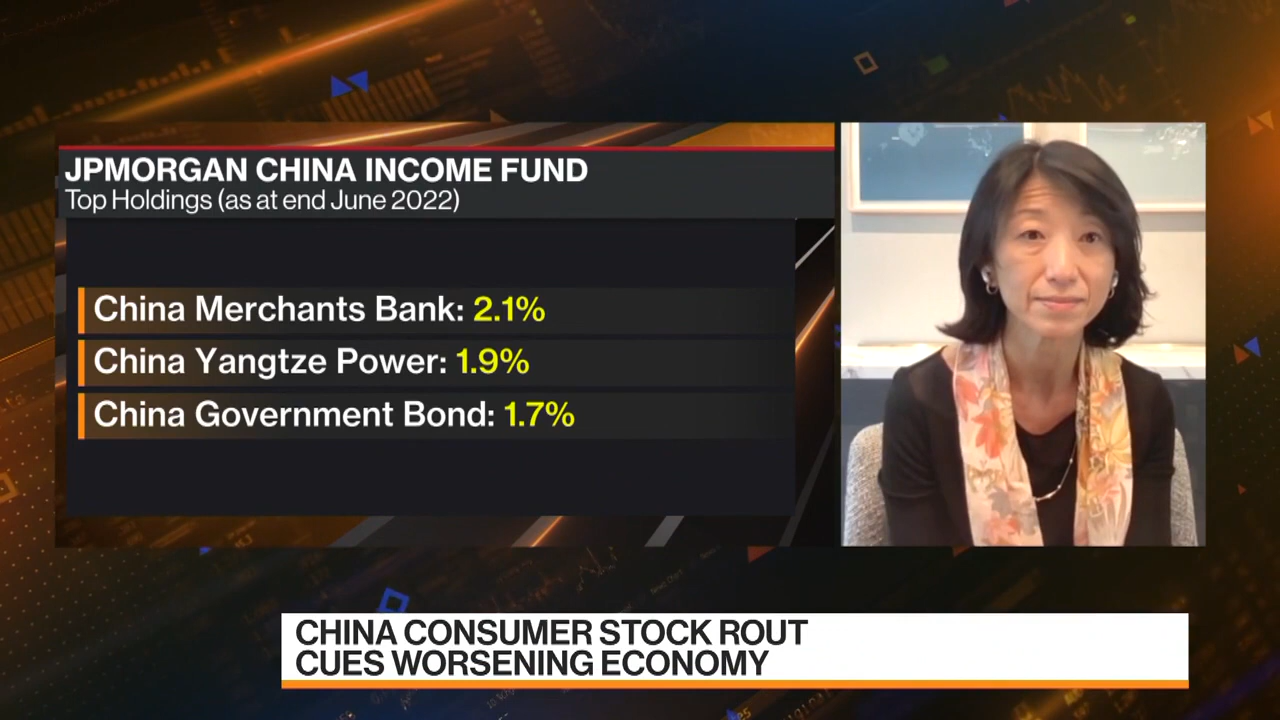 JPMORGAN CHINA INCOME FUND
Top Holdings (as at end June 2022)
China Merchants Bank: 2.1%
China Yangtze Power: 1.9%
China Government Bond: 1.7%
CHINA CONSUMER STOCK ROUT
CUES WORSENING ECONOMY